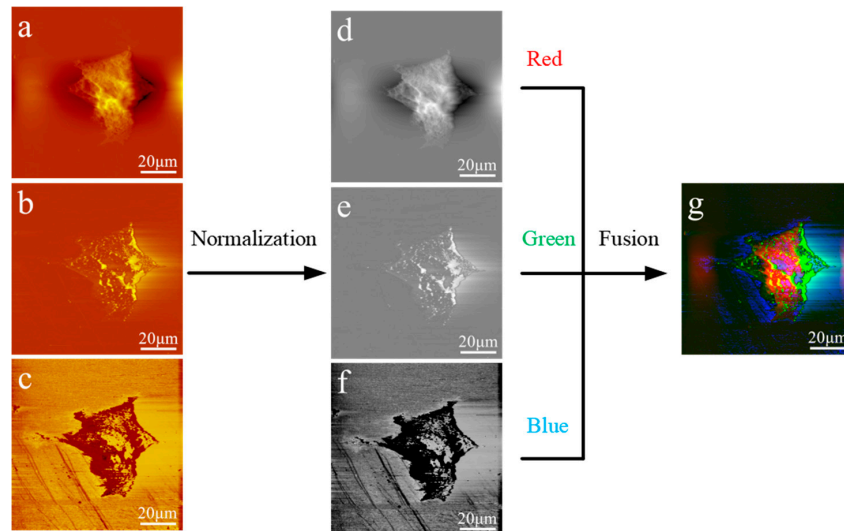 a
20μm
d
20μm
Red
b
20μm
Normalization
e
20μm
Green
Fusion
g
20μm
c
20μm
f
20μm
Blue